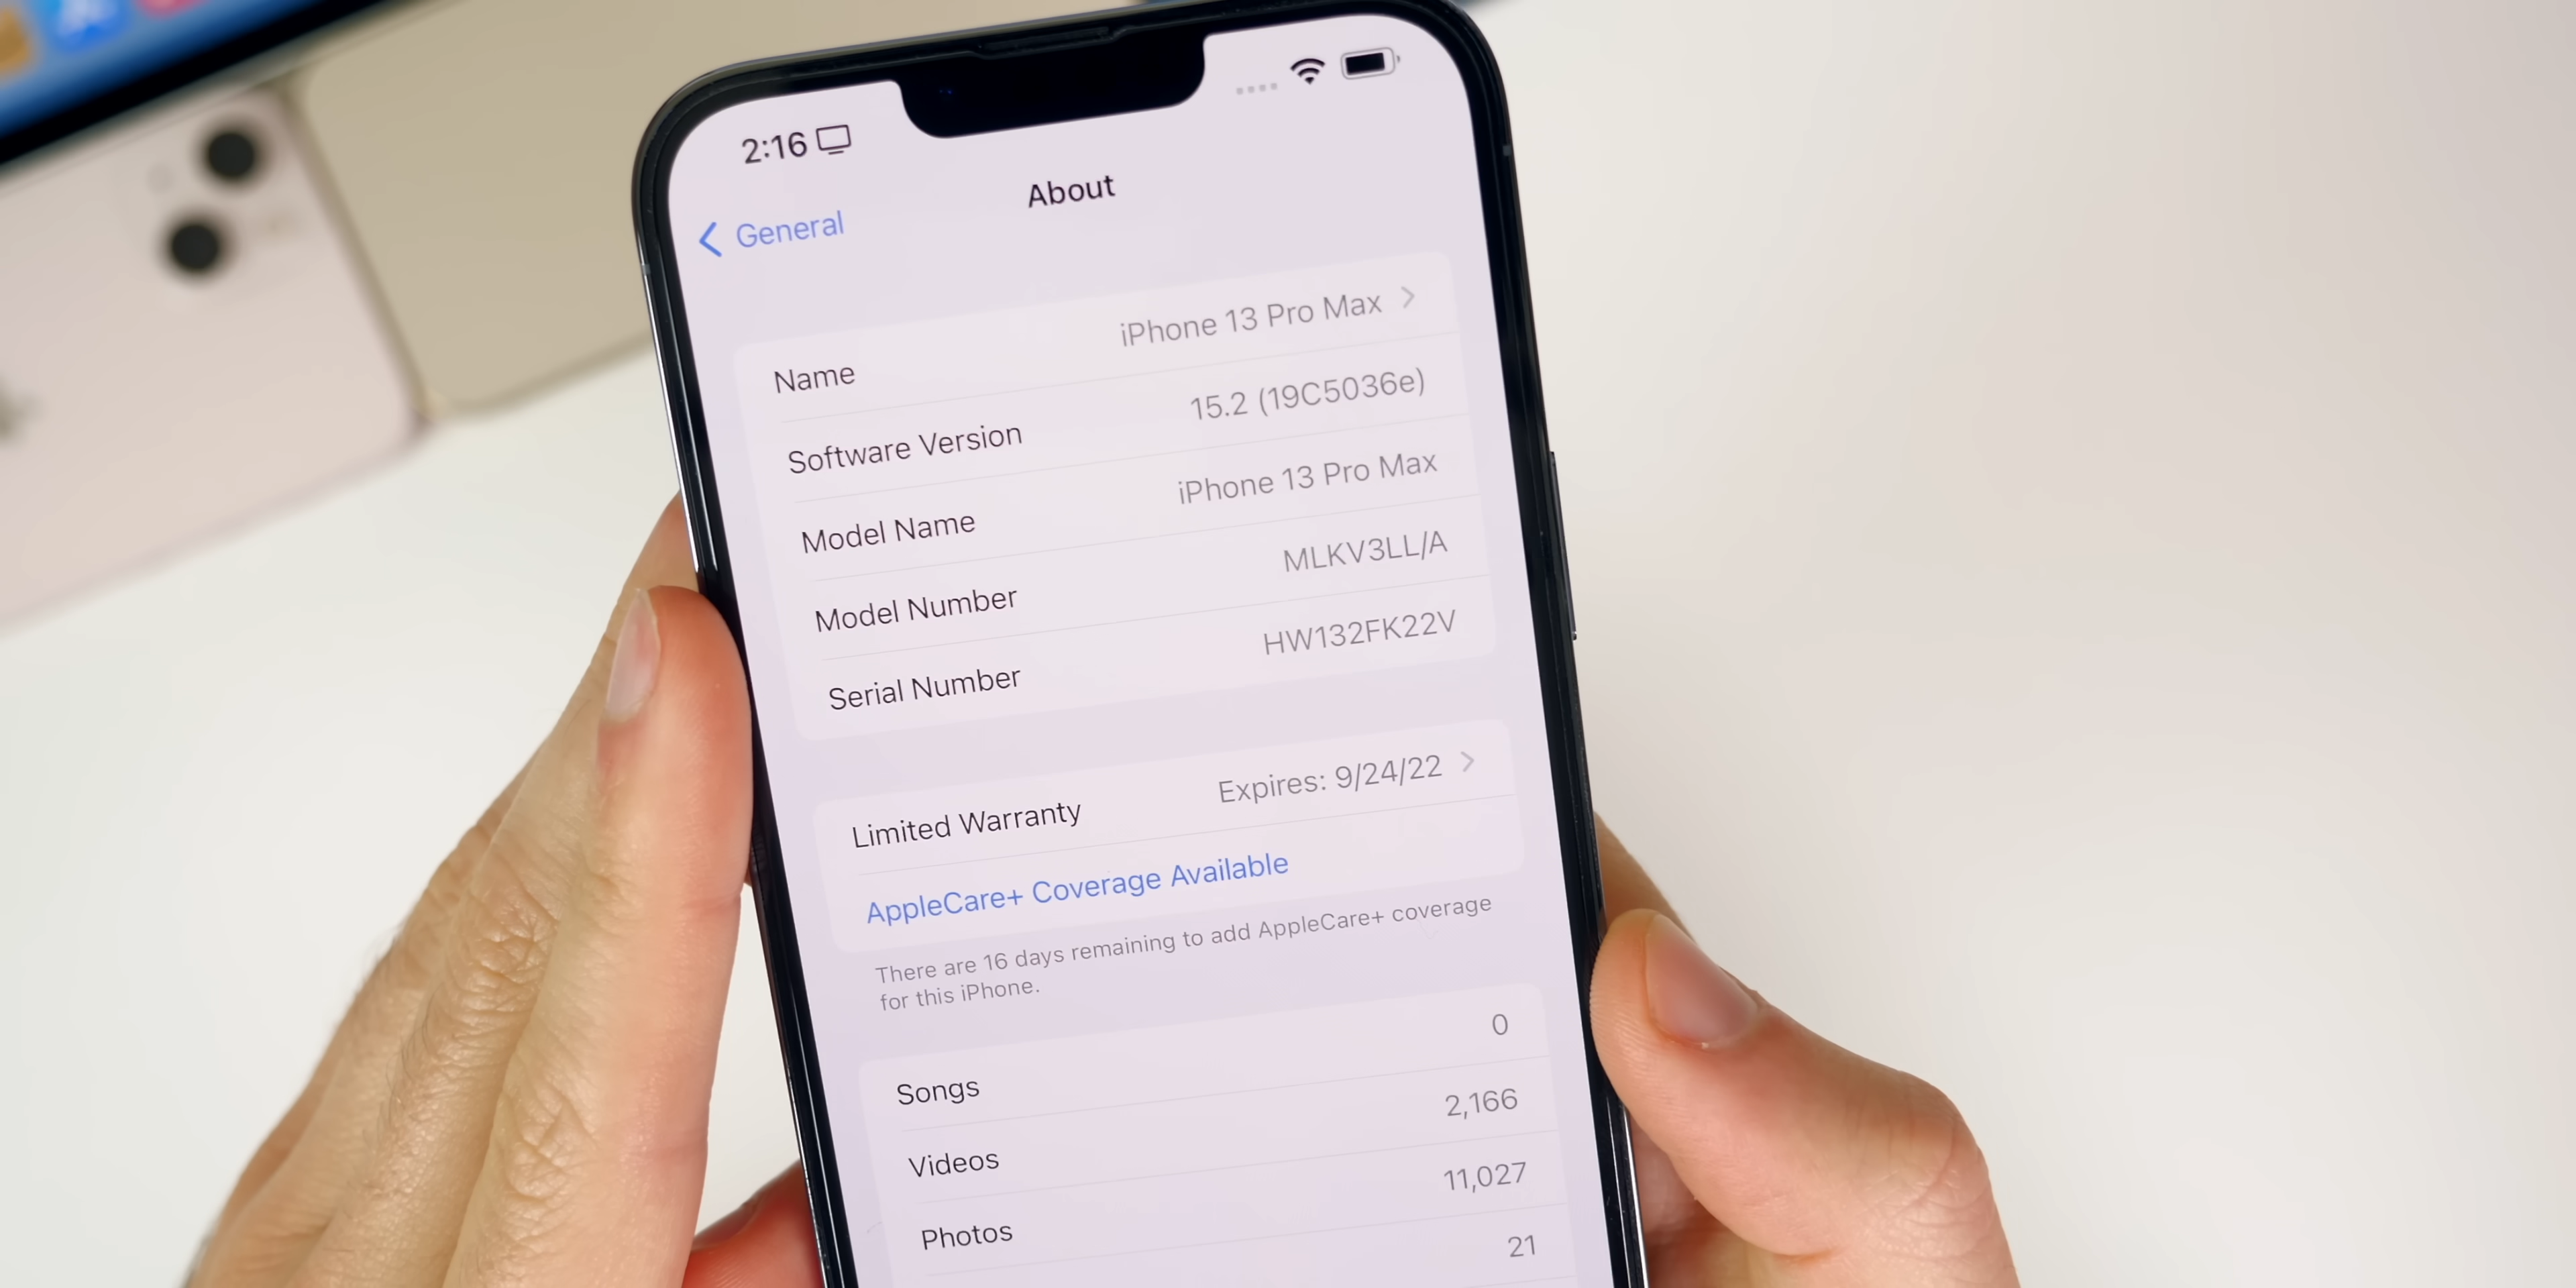 2:16
General
About
Name iPhone 13 Pro Max
Software Version 15.2 (19C5036e)
Model Name iPhone 13 Pro Max
Model Number MLKV3LL/A
Serial Number HW132FK22V
Limited Warranty Expires: 9/24/22
AppleCare+ Coverage Available
There are 16 days remaining to add AppleCare+ coverage
for this iPhone.
Songs 0
Videos 2,166
Photos 11,027
21